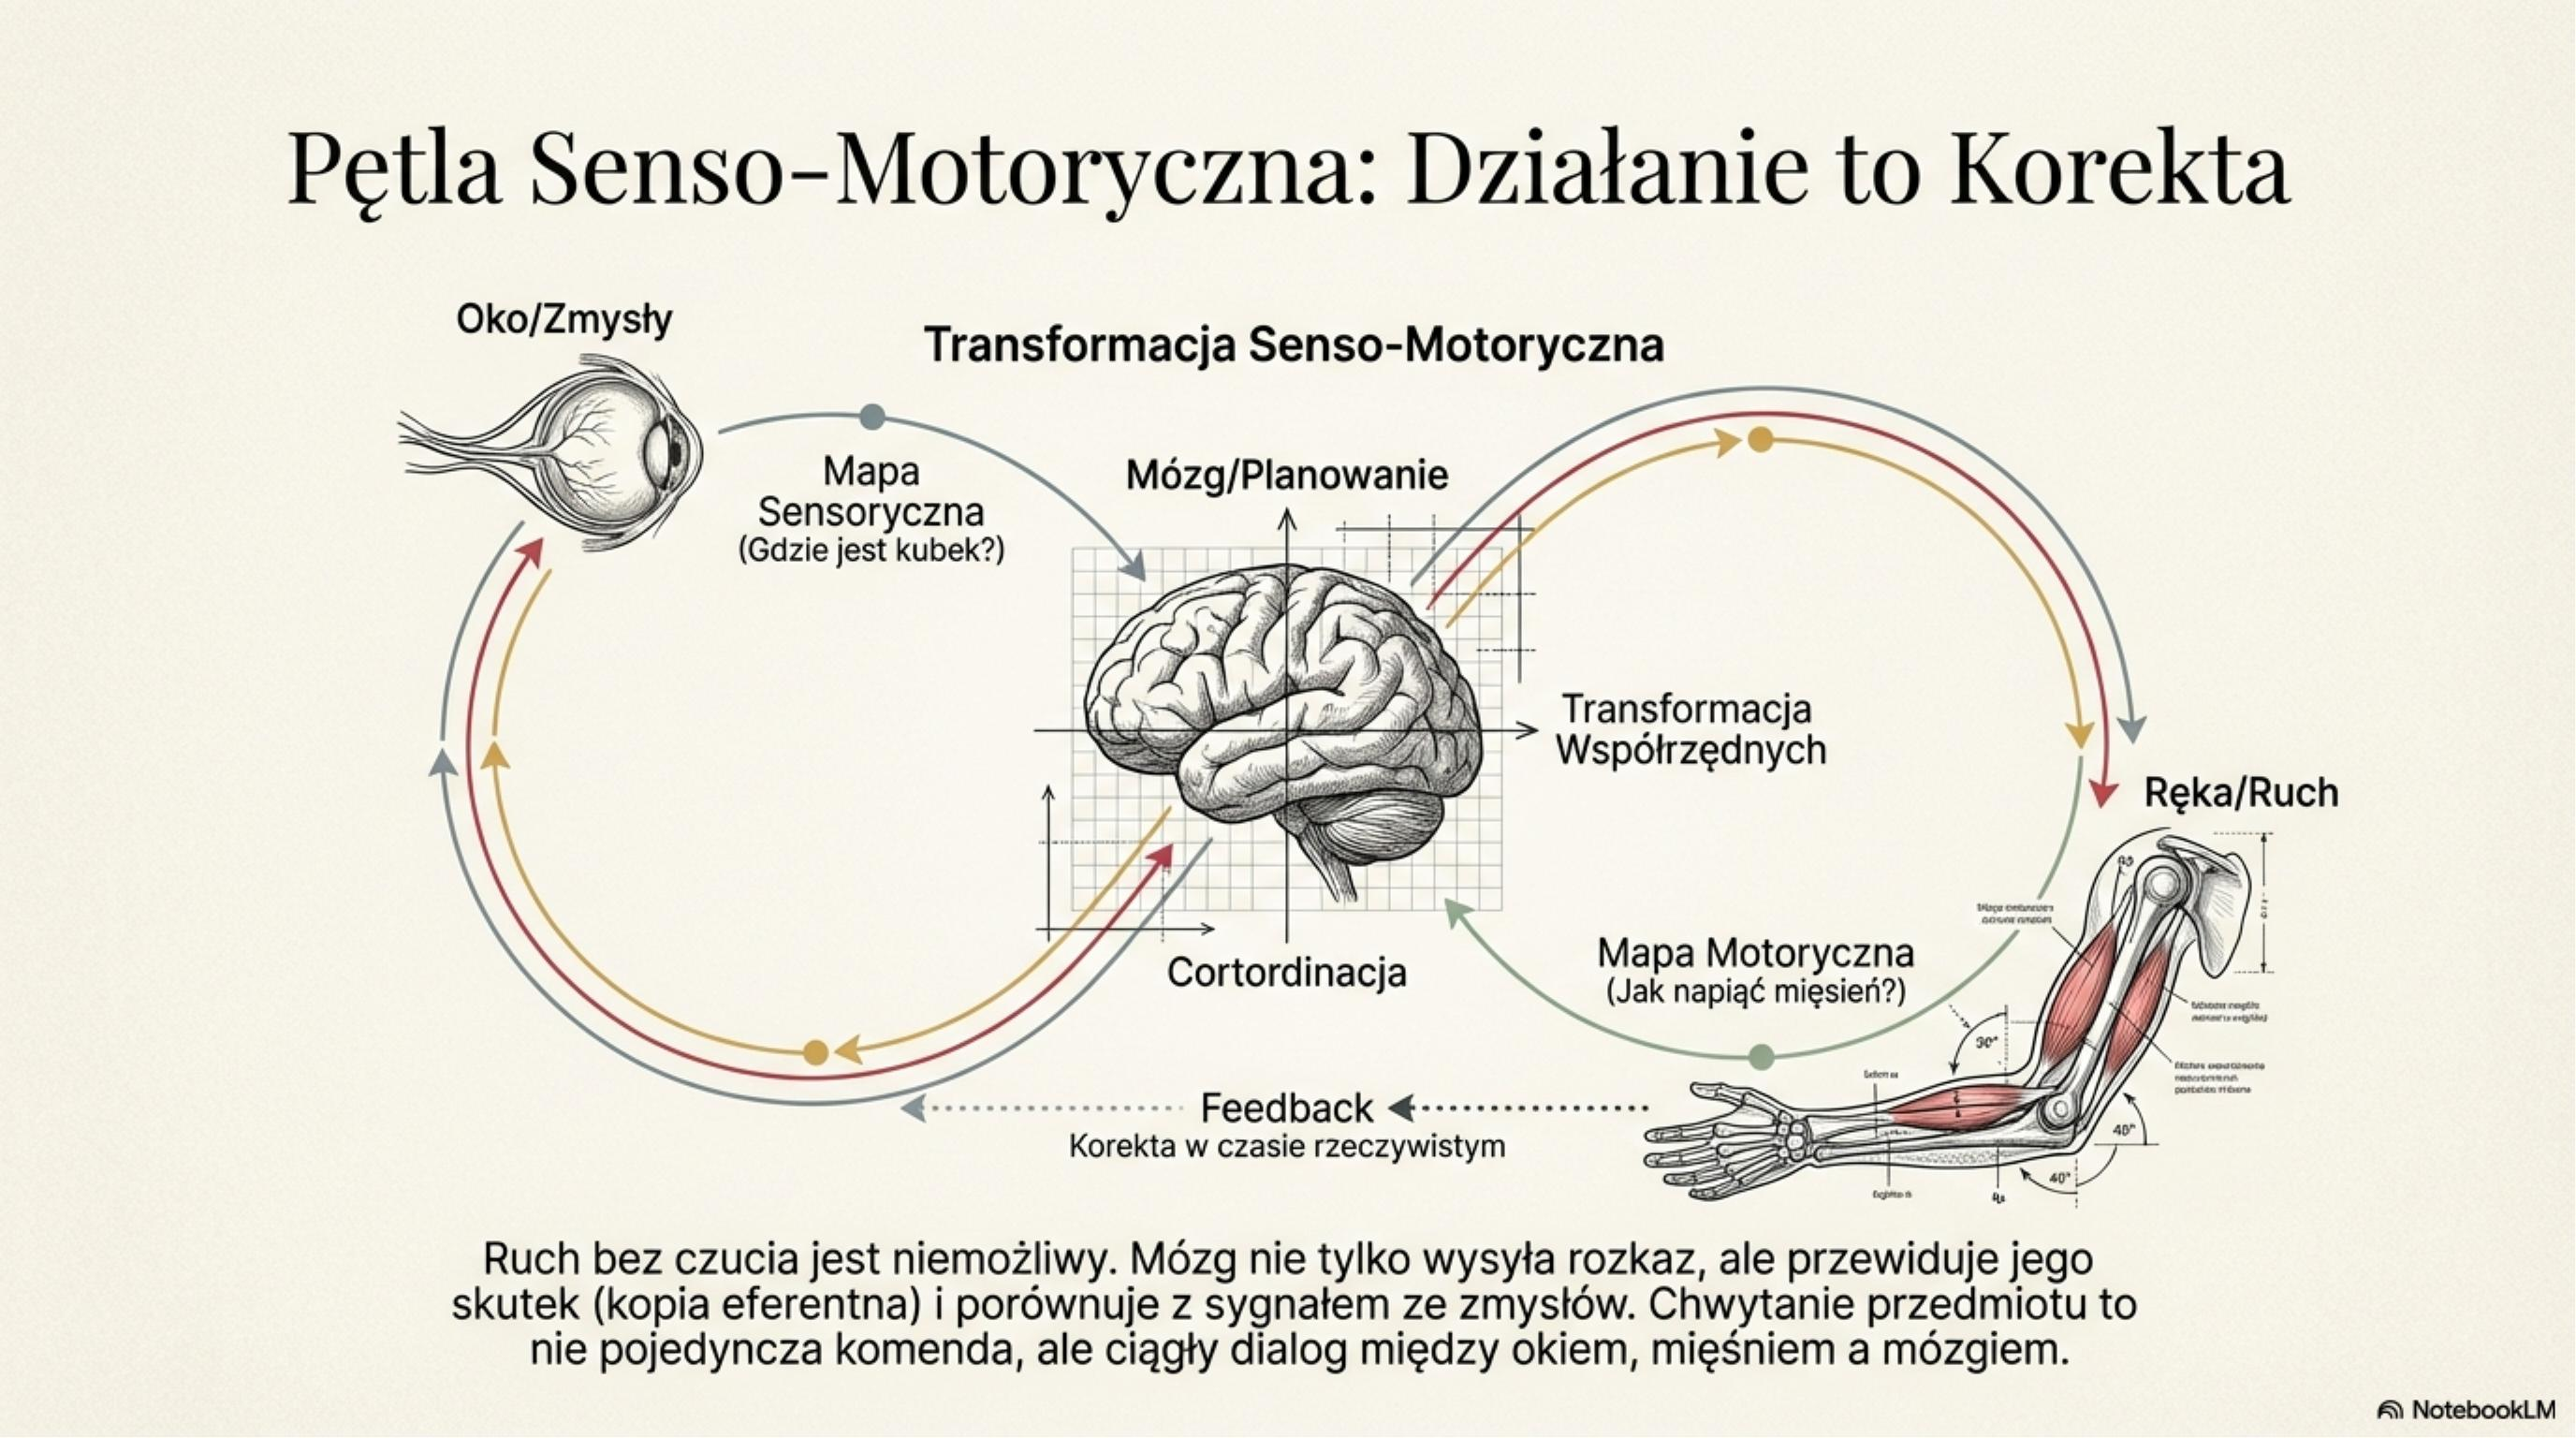 Pętla Senso-Motoryczna: Działanie to Korekta
Oko/Zmysły
Transformacja Senso-Motoryczna
Mapa
Sensoryczna
(Gdzie jest kubek?)
Mózg/Planowanie
Transformacja
Współrzędnych
Ręka/Ruch
Cortordinacja
Mapa Motoryczna
(Jak napiąć mięsień?)
30°
40°
40°
Feedback
Korekta w czasie rzeczywistym
Ruch bez czucia jest niemożliwy. Mózg nie tylko wysyła rozkaz, ale przewiduje jego
skutek (kopia eferentna) i porównuje z sygnałem ze zmysłów. Chwytanie przedmiotu to
nie pojedyncza komenda, ale ciągły dialog między okiem, mięśniem a mózgiem.
NotebookLM